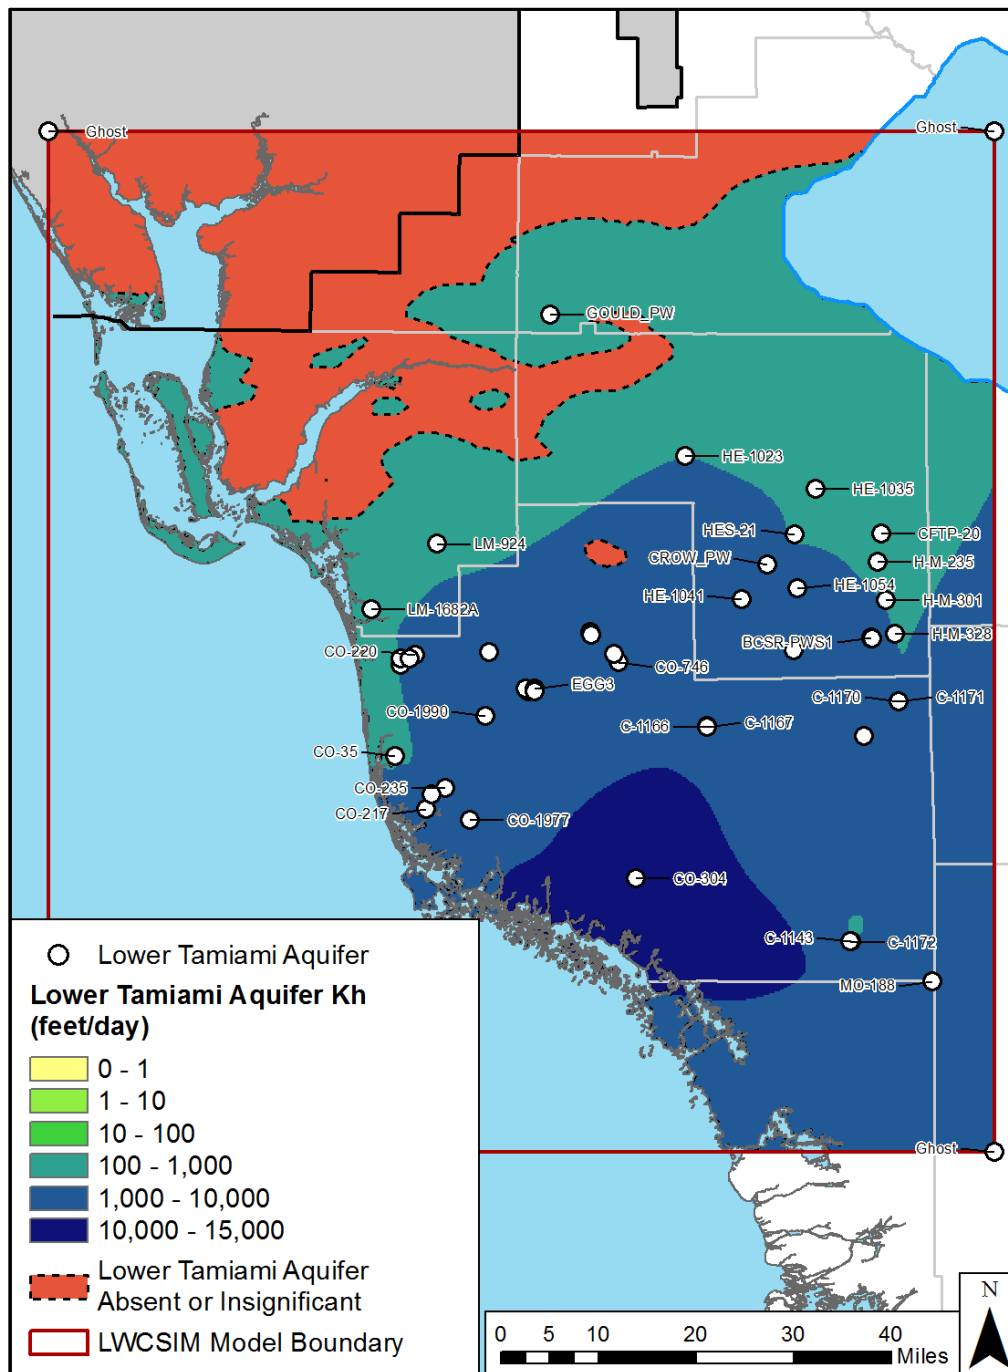 Ghost
Ghost
GOULD_PW
HE-1023
HE-1035
HES-21
CFTP-20
LM-924
CROW_PW
H-M-235
HE-1054
HE-1041
H-M-301
LM-1682A
BCSR-PWS1
H-M-328
CO-220
CO-746
EGG3
C-1170
C-1171
CO-1990
C-1166
C-1167
CO-35
CO-235
CO-217
CO-1977
CO-304
C-1143
C-1172
MO-188
Ghost
Lower Tamiami Aquifer
Lower Tamiami Aquifer Kh
(feet/day)
0 - 1
1 - 10
10 - 100
100 - 1,000
1,000 - 10,000
10,000 - 15,000
Lower Tamiami Aquifer
Absent or Insignificant
LWCSIM Model Boundary
0 5 10 20 30 40
Miles
N